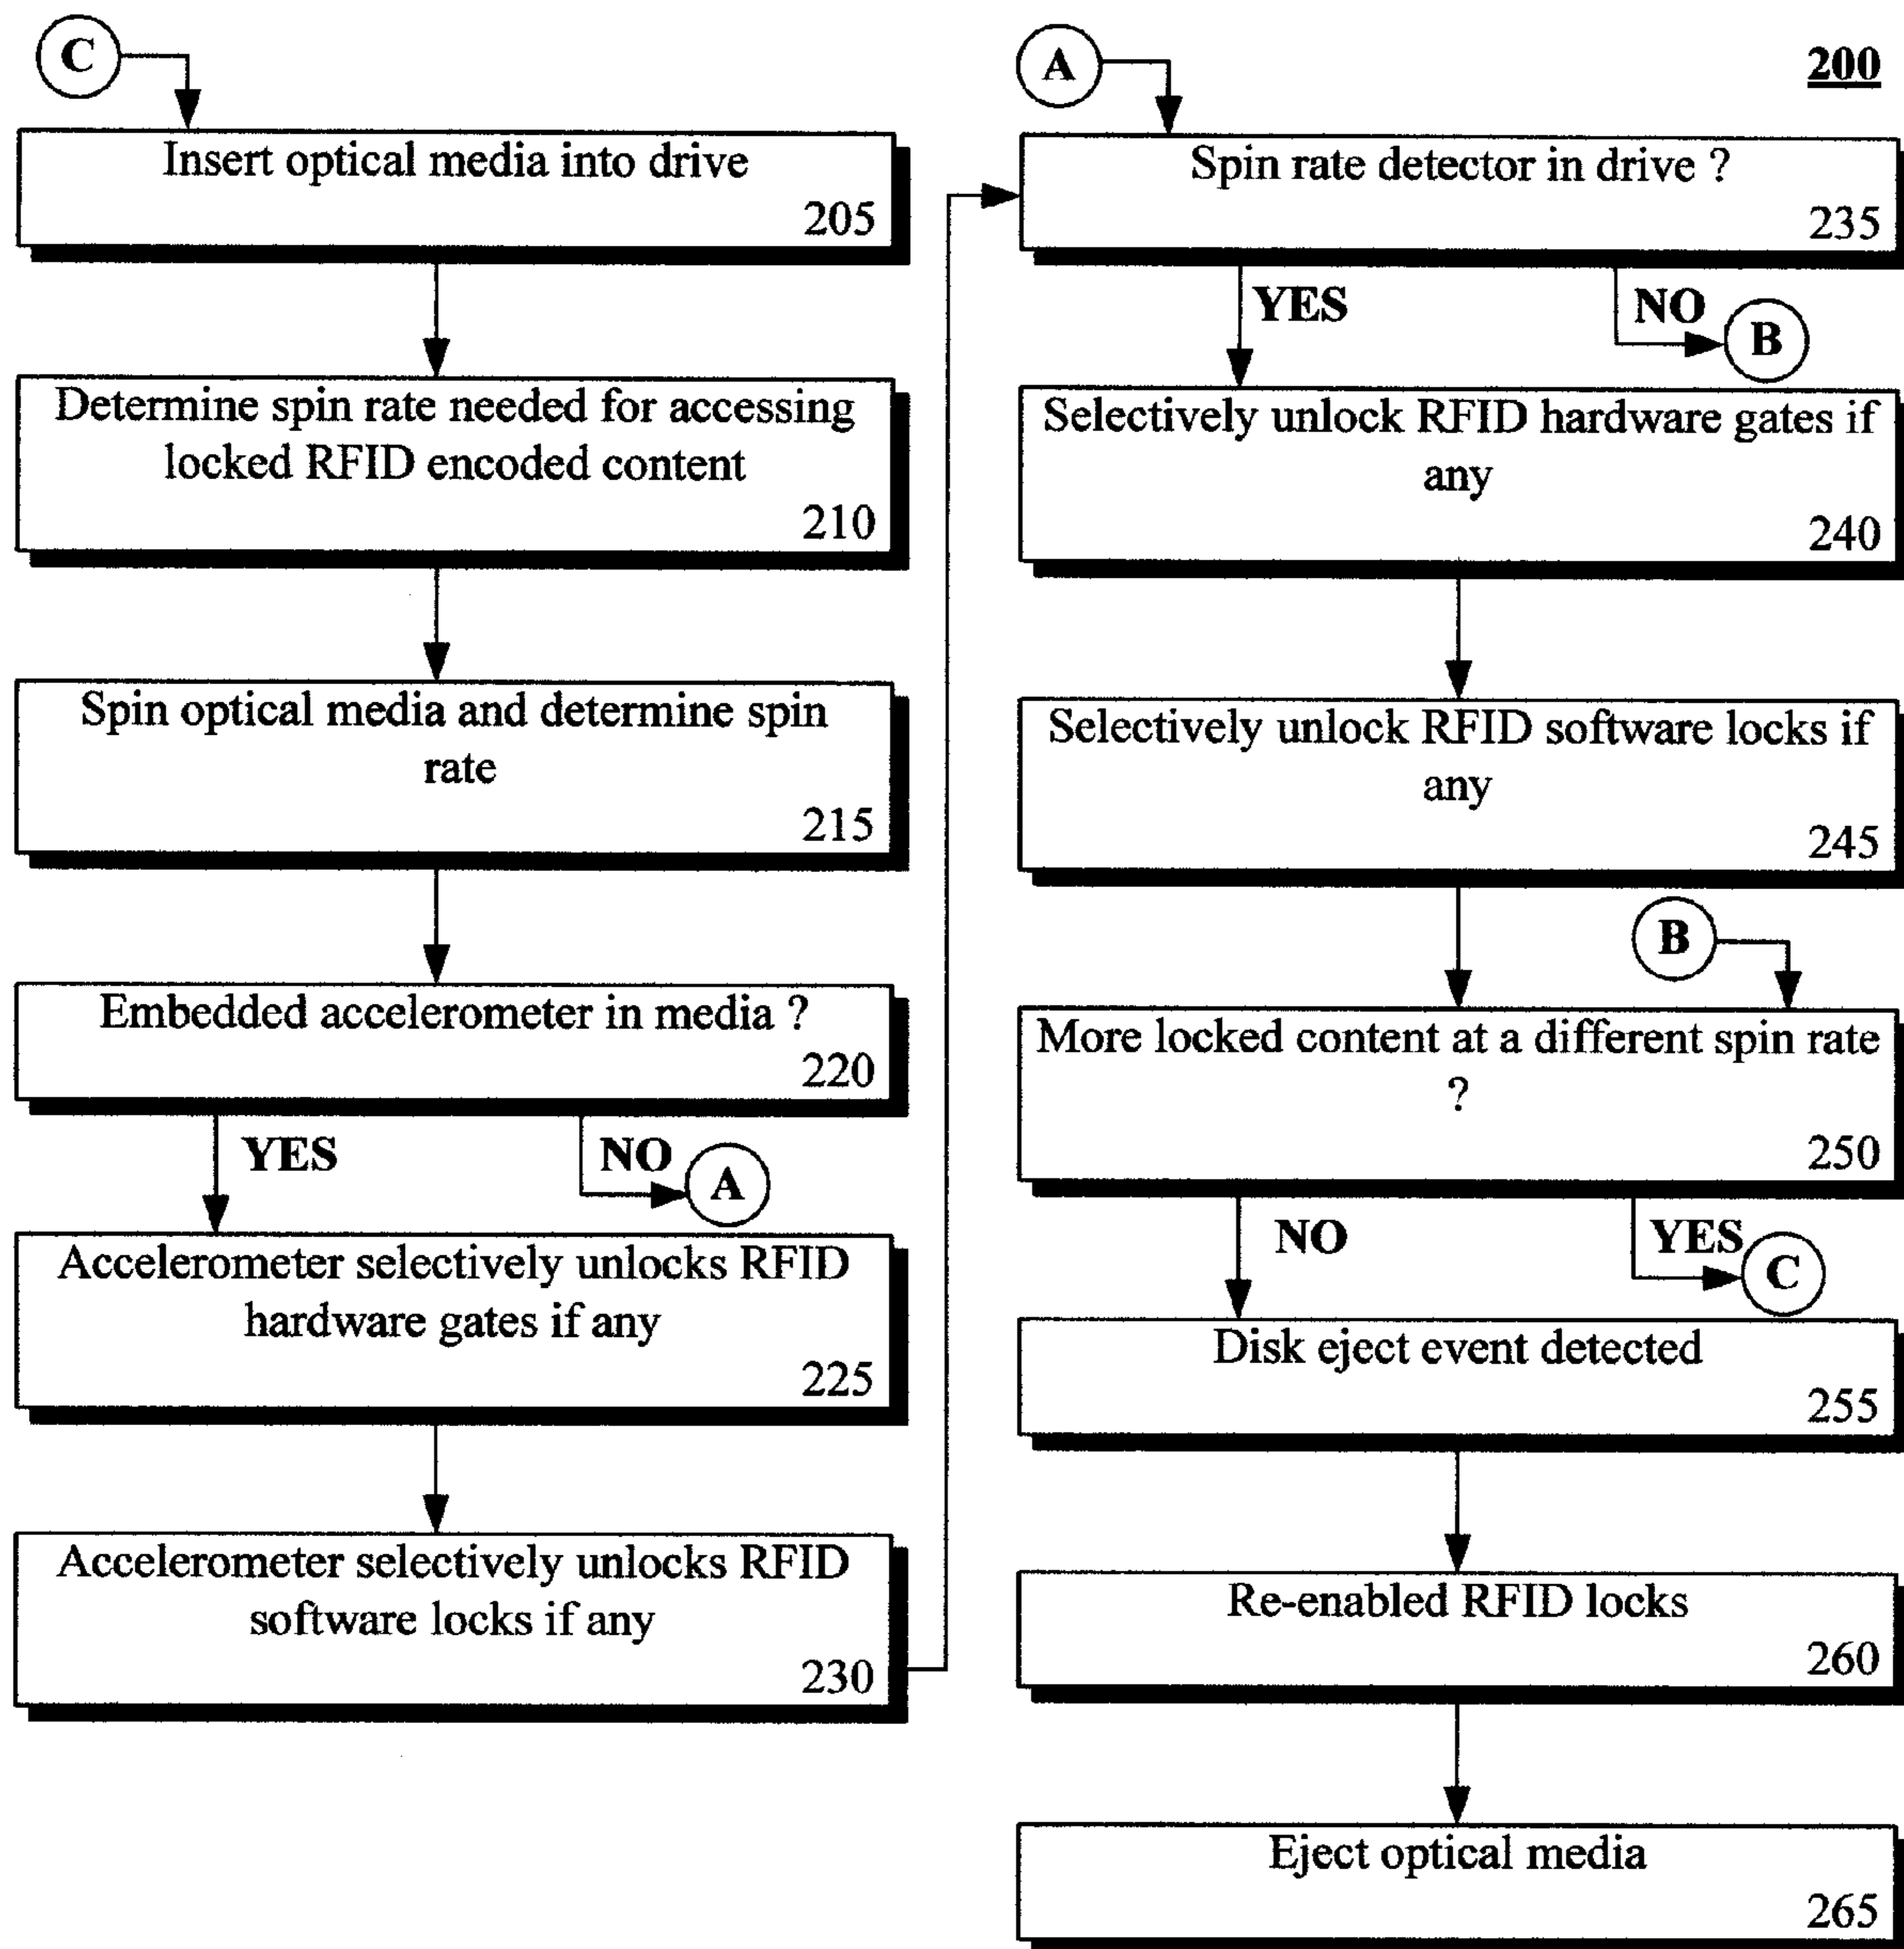 C
Insert optical media into drive
205
Determine spin rate needed for accessing
locked RFID encoded content
210
Spin optical media and determine spin
rate
215
Embedded accelerometer in media ?
220
YES
NO
A
Accelerometer selectively unlocks RFID
hardware gates if any
225
Accelerometer selectively unlocks RFID
software locks if any
230
A
200
Spin rate detector in drive ?
235
YES
NO
B
Selectively unlock RFID hardware gates if
any
240
Selectively unlock RFID software locks if
any
245
B
More locked content at a different spin rate
?
250
NO
YES
C
Disk eject event detected
255
Re-enabled RFID locks
260
Eject optical media
265